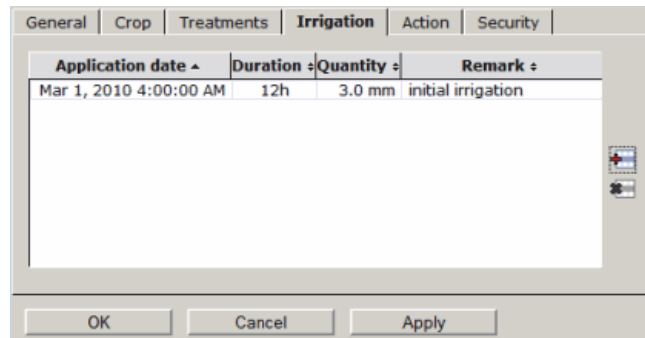 General Crop Treatments Irrigation Action Security
Application date Duration Quantity Remark
Mar 1, 2010 4:00:00 AM 12h 3.0 mm initial irrigation
OK Cancel Apply